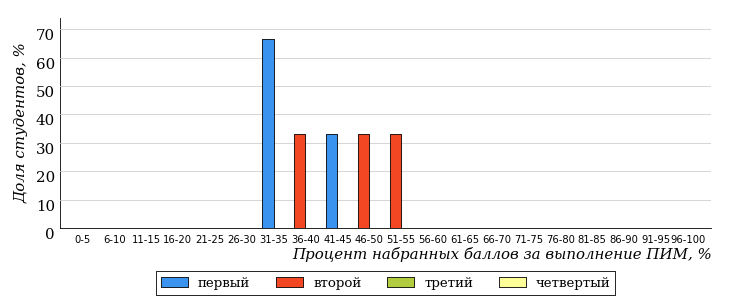 Доля студентов, %
70
60
50
40
30
20
10
0
0-5 6-10 11-15 16-20 21-25 26-30 31-35 36-40 41-45 46-50 51-55 56-60 61-65 66-70 71-75 76-80 81-85 86-90 91-95 96-100
Процент набранных баллов за выполнение ПИМ, %
первый второй третий четвертый